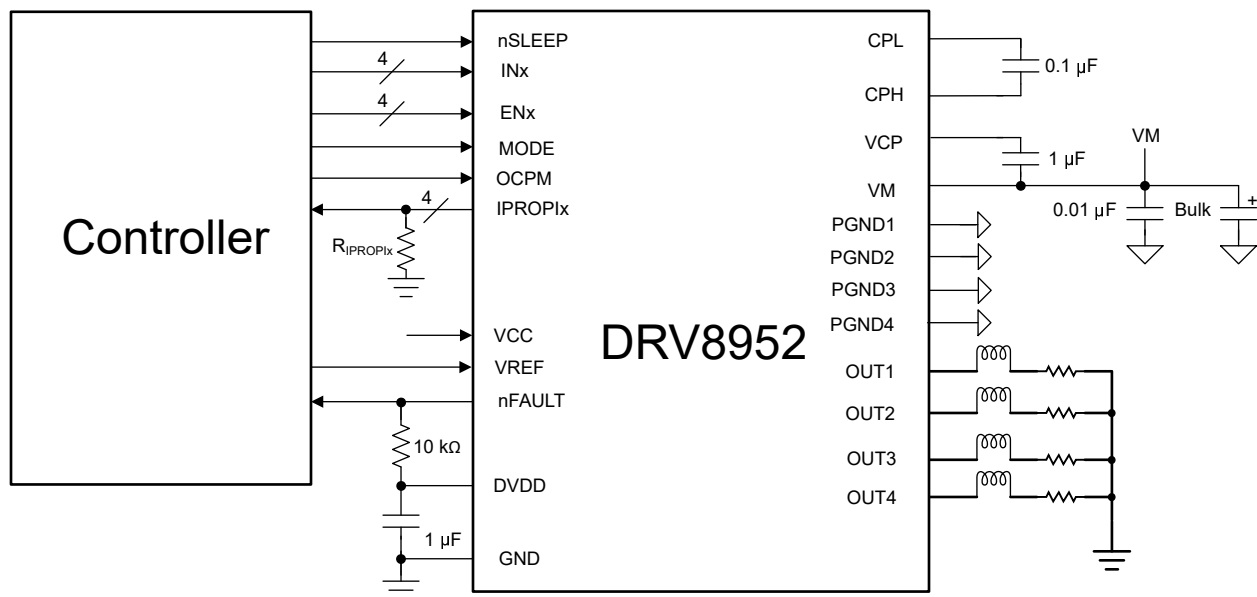 Controller
nSLEEP
4
INx
4
ENx
MODE
OCPM
4
IPROPIx
RIPROPIx
VCC
VREF
nFAULT
10 kΩ
DVDD
1 µF
GND
DRV8952
CPL
0.1 µF
CPH
VCP
1 µF
VM
VM
0.01 µF
Bulk
+
PGND1
PGND2
PGND3
PGND4
OUT1
OUT2
OUT3
OUT4